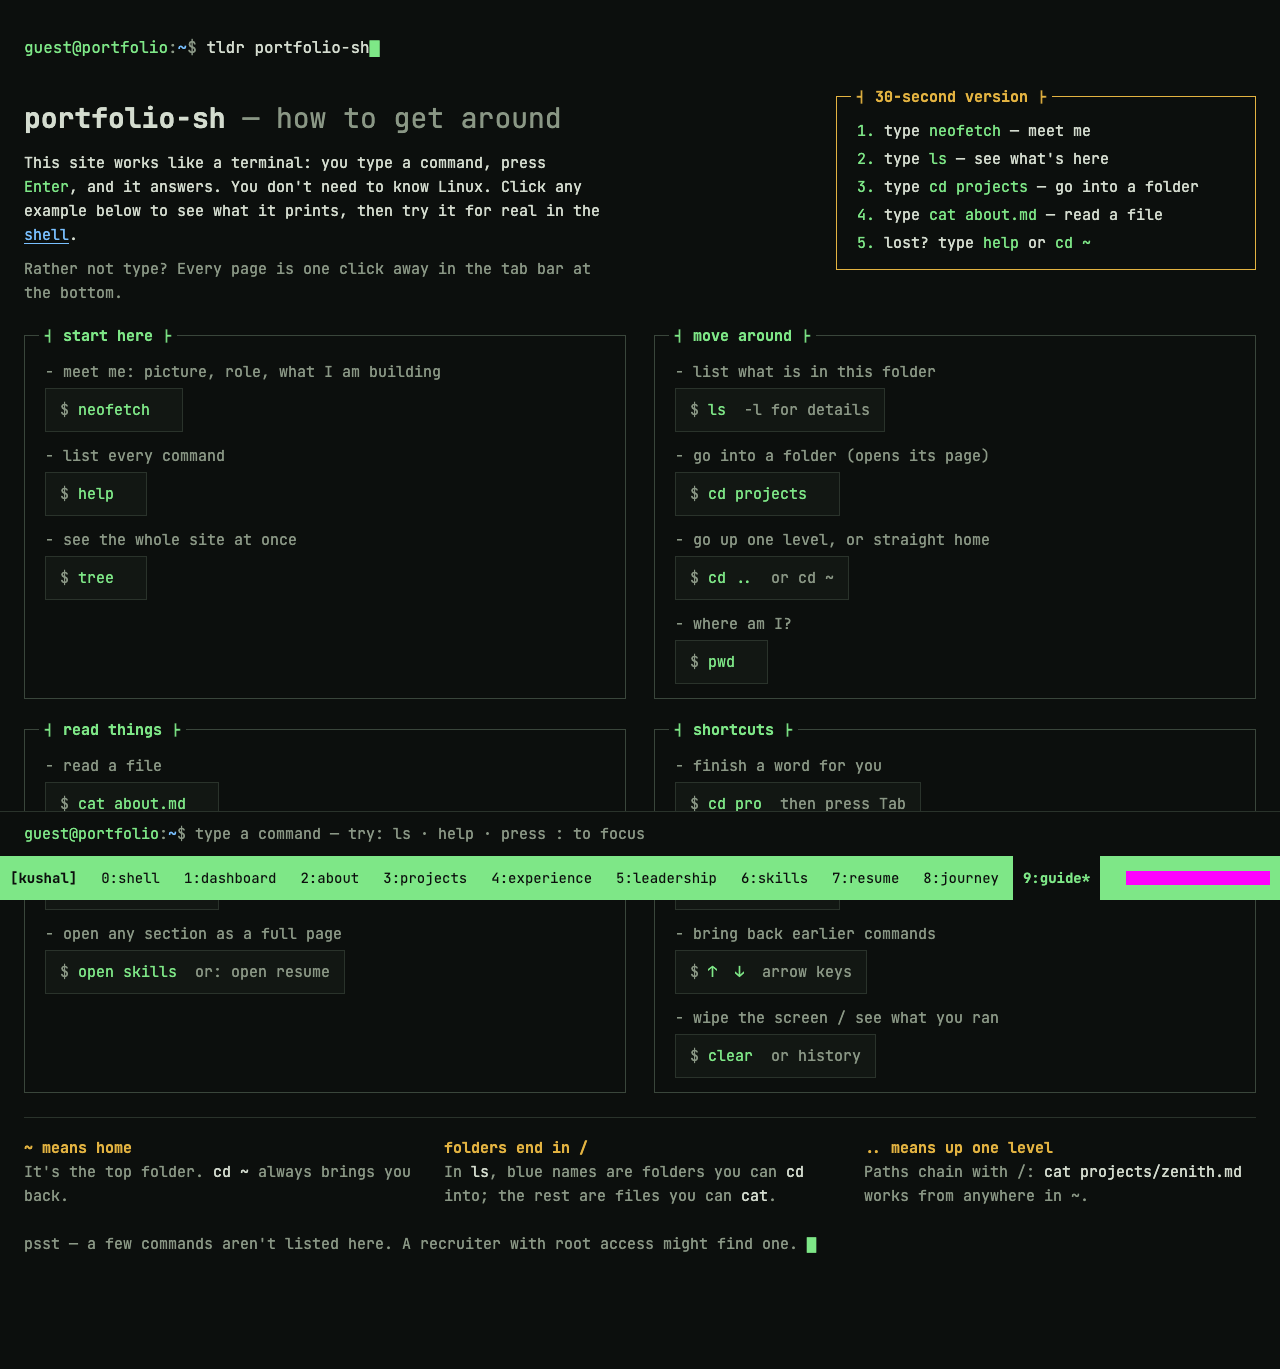 guest@portfolio:~$ tldr portfolio-sh
portfolio-sh — how to get around
This site works like a terminal: you type a command, press
Enter, and it answers. You don't need to know Linux. Click any
example below to see what it prints, then try it for real in the
shell.
Rather not type? Every page is one click away in the tab bar at
the bottom.
30-second version
1. type neofetch — meet me
2. type ls — see what's here
3. type cd projects — go into a folder
4. type cat about.md — read a file
5. lost? type help or cd ~
start here
- meet me: picture, role, what I am building
$ neofetch
- list every command
$ help
- see the whole site at once
$ tree
move around
- list what is in this folder
$ ls -l for details
- go into a folder (opens its page)
$ cd projects
- go up one level, or straight home
$ cd .. or cd ~
- where am I?
$ pwd
read things
- read a file
$ cat about.md
shortcuts
- finish a word for you
$ cd pro then press Tab
guest@portfolio:~$ type a command — try: ls · help · press : to focus
[kushal] 0:shell 1:dashboard 2:about 3:projects 4:experience 5:leadership 6:skills 7:resume 8:journey 9:guide*
- open any section as a full page
$ open skills or: open resume
- bring back earlier commands
$ ↑ ↓ arrow keys
- wipe the screen / see what you ran
$ clear or history
~ means home
It's the top folder. cd ~ always brings you
back.
folders end in /
In ls, blue names are folders you can cd
into; the rest are files you can cat.
.. means up one level
Paths chain with /: cat projects/zenith.md
works from anywhere in ~.
psst — a few commands aren't listed here. A recruiter with root access might find one.